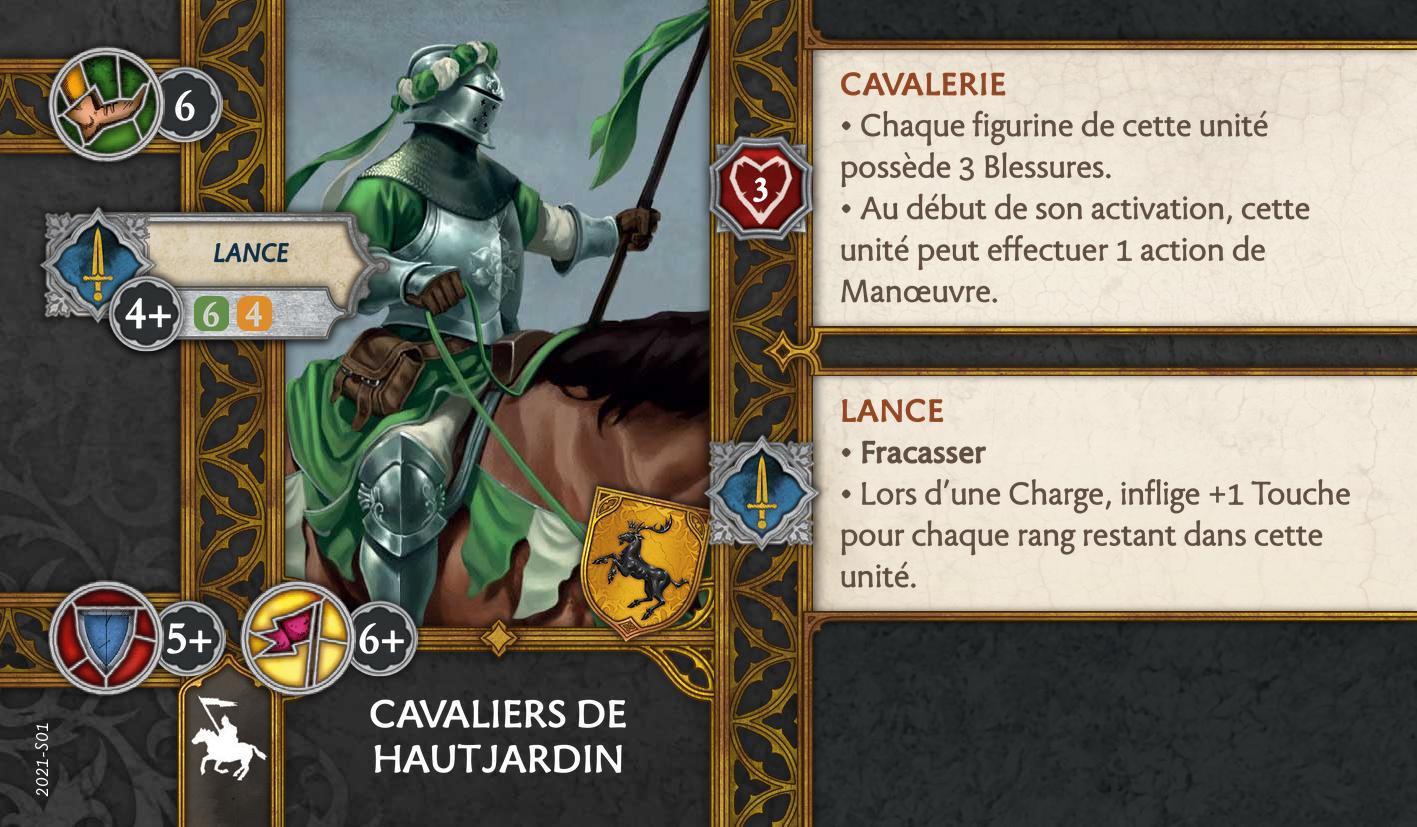 6
LANCE
4+ 6 4
5+ 6+
CAVALIERS DE
HAUTJARDIN
2021-S01
3
CAVALERIE
• Chaque figurine de cette unité
possède 3 Blessures.
• Au début de son activation, cette
unité peut effectuer 1 action de
Manœuvre.
LANCE
• Fracasser
• Lors d’une Charge, inflige +1 Touche
pour chaque rang restant dans cette
unité.